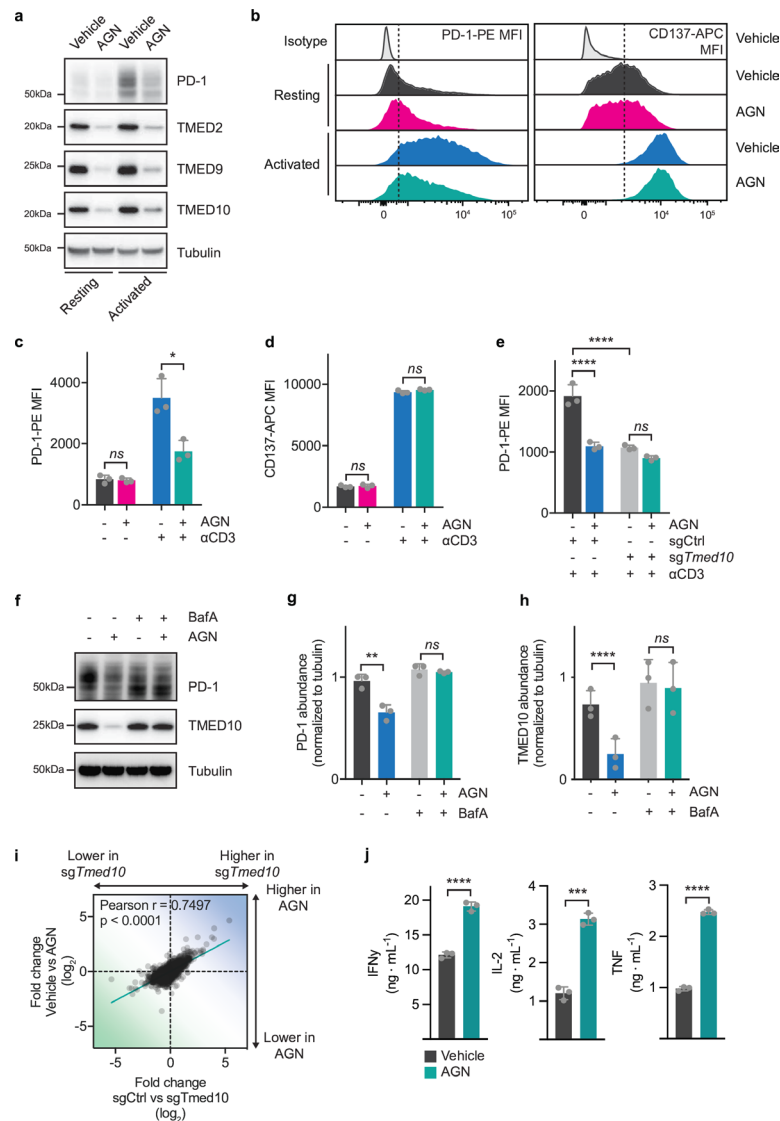 a
Vehicle
AGN
Vehicle
AGN
PD-1
50kDa
20kDa
TMED2
25kDa
TMED9
20kDa
TMED10
50kDa
Tubulin
Resting
Activated
b
PD-1-PE MFI
CD137-APC
MFI
Isotype
Vehicle
Resting
Vehicle
AGN
Activated
Vehicle
AGN
0 10⁴ 10⁵
0 10⁴ 10⁵
c
PD-1-PE MFI
4000
2000
0
ns
*
- + - + AGN
- - + + αCD3
d
CD137-APC MFI
10000
5000
0
ns
ns
- + - + AGN
- - + + αCD3
e
PD-1-PE MFI
2000
1000
0
****
****
ns
- + - + AGN
+ + - - sgCtrl
- - + + sgTmed10
+ + + + αCD3
f
- - + + BafA
- + - + AGN
50kDa
PD-1
25kDa
TMED10
50kDa
Tubulin
g
PD-1 abundance
(normalized to tubulin)
1
0
**
ns
- + - + AGN
- - + + BafA
h
TMED10 abundance
(normalized to tubulin)
1
0
****
ns
- + - + AGN
- - + + BafA
i
Lower in
sgTmed10
Higher in
sgTmed10
Higher in
AGN
Lower in
AGN
Pearson r = 0.7497
p < 0.0001
Fold change
Vehicle vs AGN
(log₂)
5
0
-5
-5 0 5
Fold change
sgCtrl vs sgTmed10
(log₂)
j
IFNγ
(ng · mL⁻¹)
20
15
10
****
IL-2
(ng · mL⁻¹)
4
3
2
1
***
TNF
(ng · mL⁻¹)
3
2
1
****
Vehicle
AGN